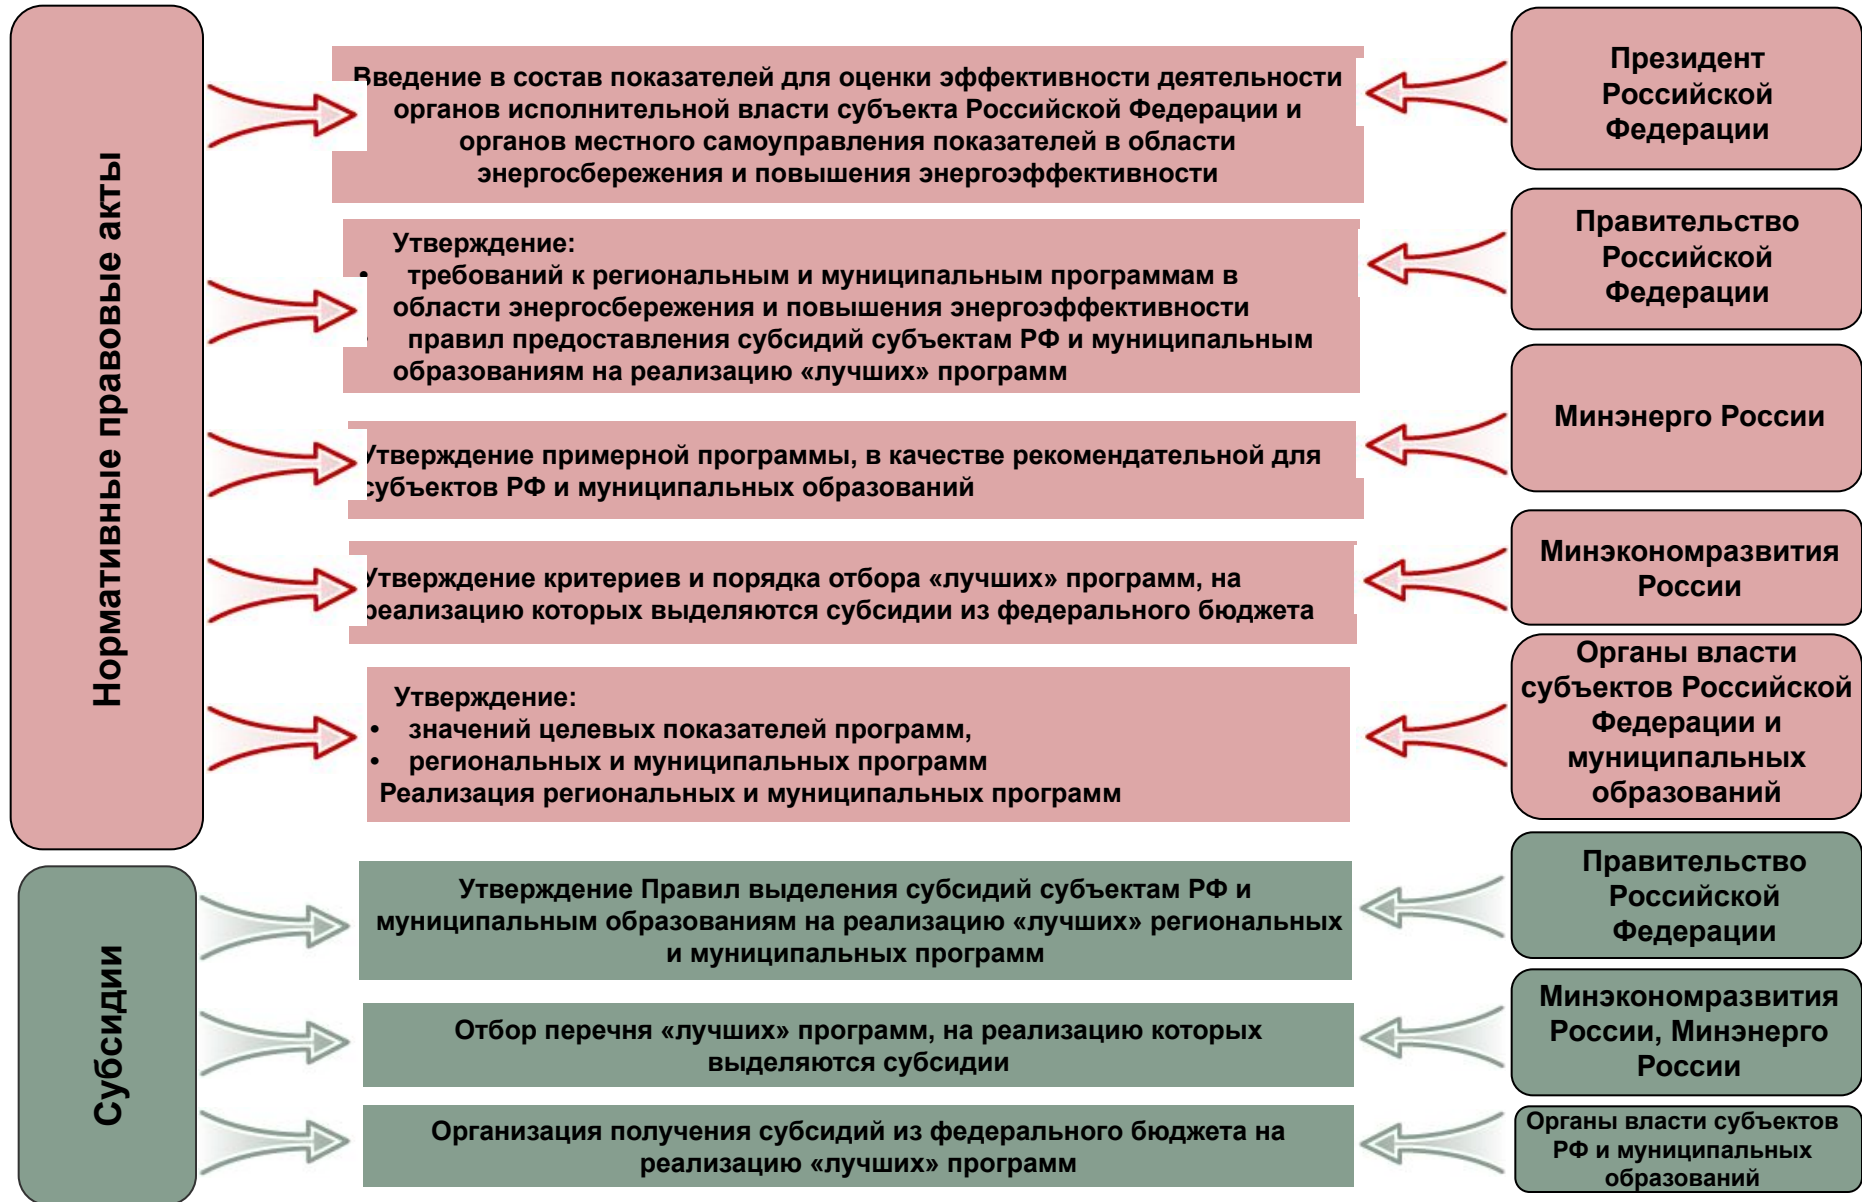 Нормативные правовые акты
Введение в состав показателей для оценки эффективности деятельности
органов исполнительной власти субъекта Российской Федерации и
органов местного самоуправления показателей в области
энергосбережения и повышения энергоэффективности
Президент
Российской
Федерации
Утверждение:
• требований к региональным и муниципальным программам в
области энергосбережения и повышения энергоэффективности
• правил предоставления субсидий субъектам РФ и муниципальным
образованиям на реализацию «лучших» программ
Правительство
Российской
Федерации
Утверждение примерной программы, в качестве рекомендательной для
субъектов РФ и муниципальных образований
Минэнерго России
Утверждение критериев и порядка отбора «лучших» программ, на
реализацию которых выделяются субсидии из федерального бюджета
Минэкономразвития
России
Утверждение:
• значений целевых показателей программ,
• региональных и муниципальных программ
Реализация региональных и муниципальных программ
Органы власти
субъектов Российской
Федерации и
муниципальных
образований
Субсидии
Утверждение Правил выделения субсидий субъектам РФ и
муниципальным образованиям на реализацию «лучших» региональных
и муниципальных программ
Правительство
Российской
Федерации
Отбор перечня «лучших» программ, на реализацию которых
выделяются субсидии
Минэкономразвития
России, Минэнерго
России
Организация получения субсидий из федерального бюджета на
реализацию «лучших» программ
Органы власти субъектов
РФ и муниципальных
образований